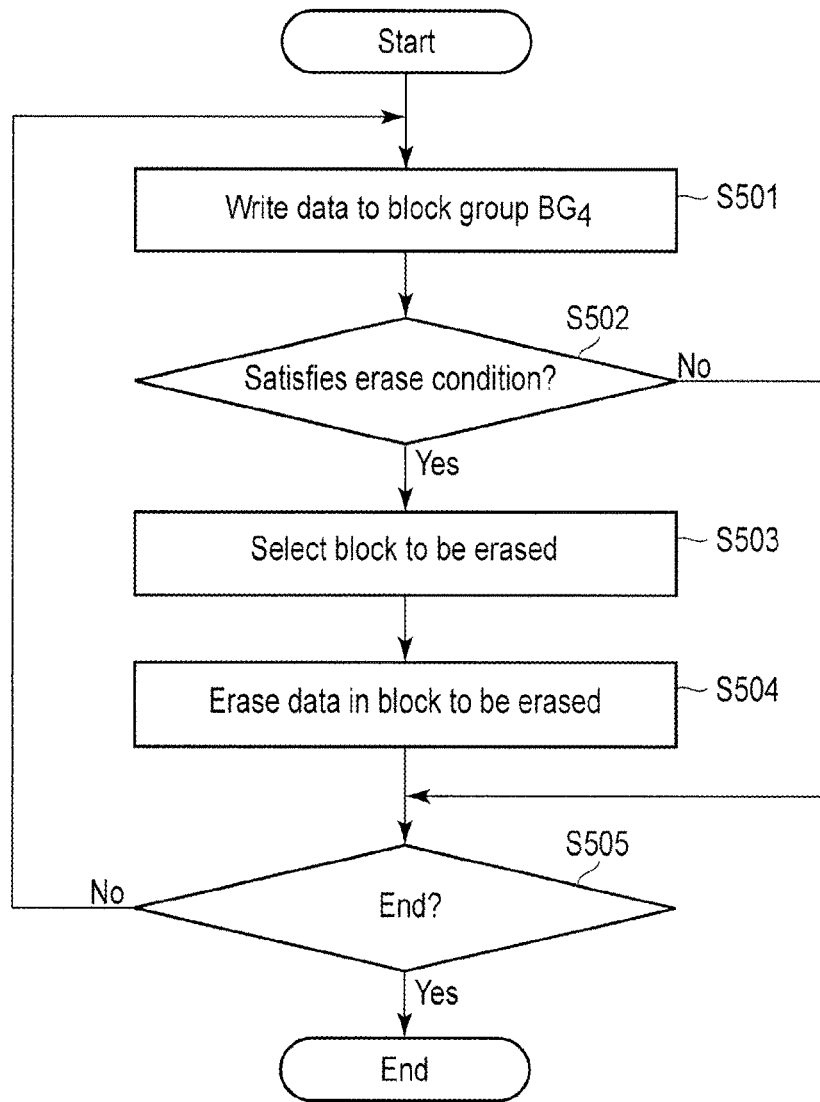 Start
Write data to block group BG4
S501
S502
Satisfies erase condition?
No
Yes
Select block to be erased
S503
Erase data in block to be erased
S504
S505
No
End?
Yes
End